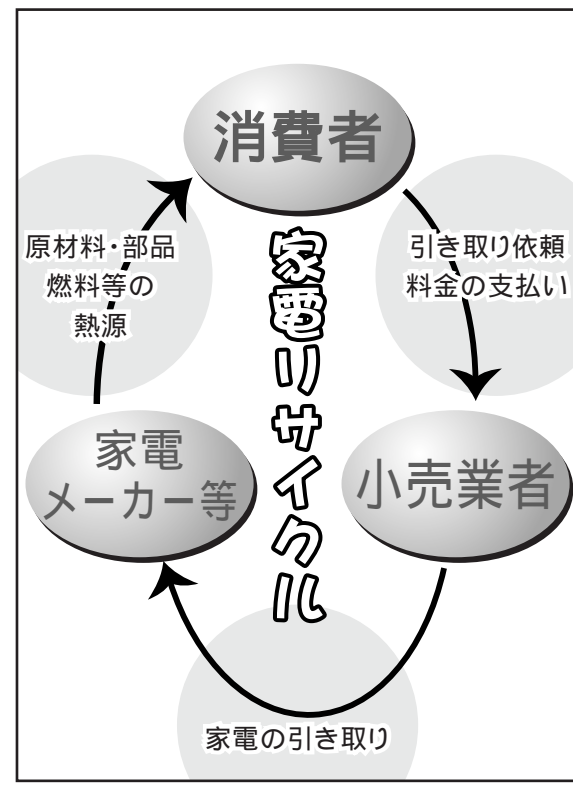 消費者
原材料・部品
燃料等の
熱源
引き取り依頼
料金の支払い
家電リサイクル
家電
メーカー等
小売業者
家電の引き取り